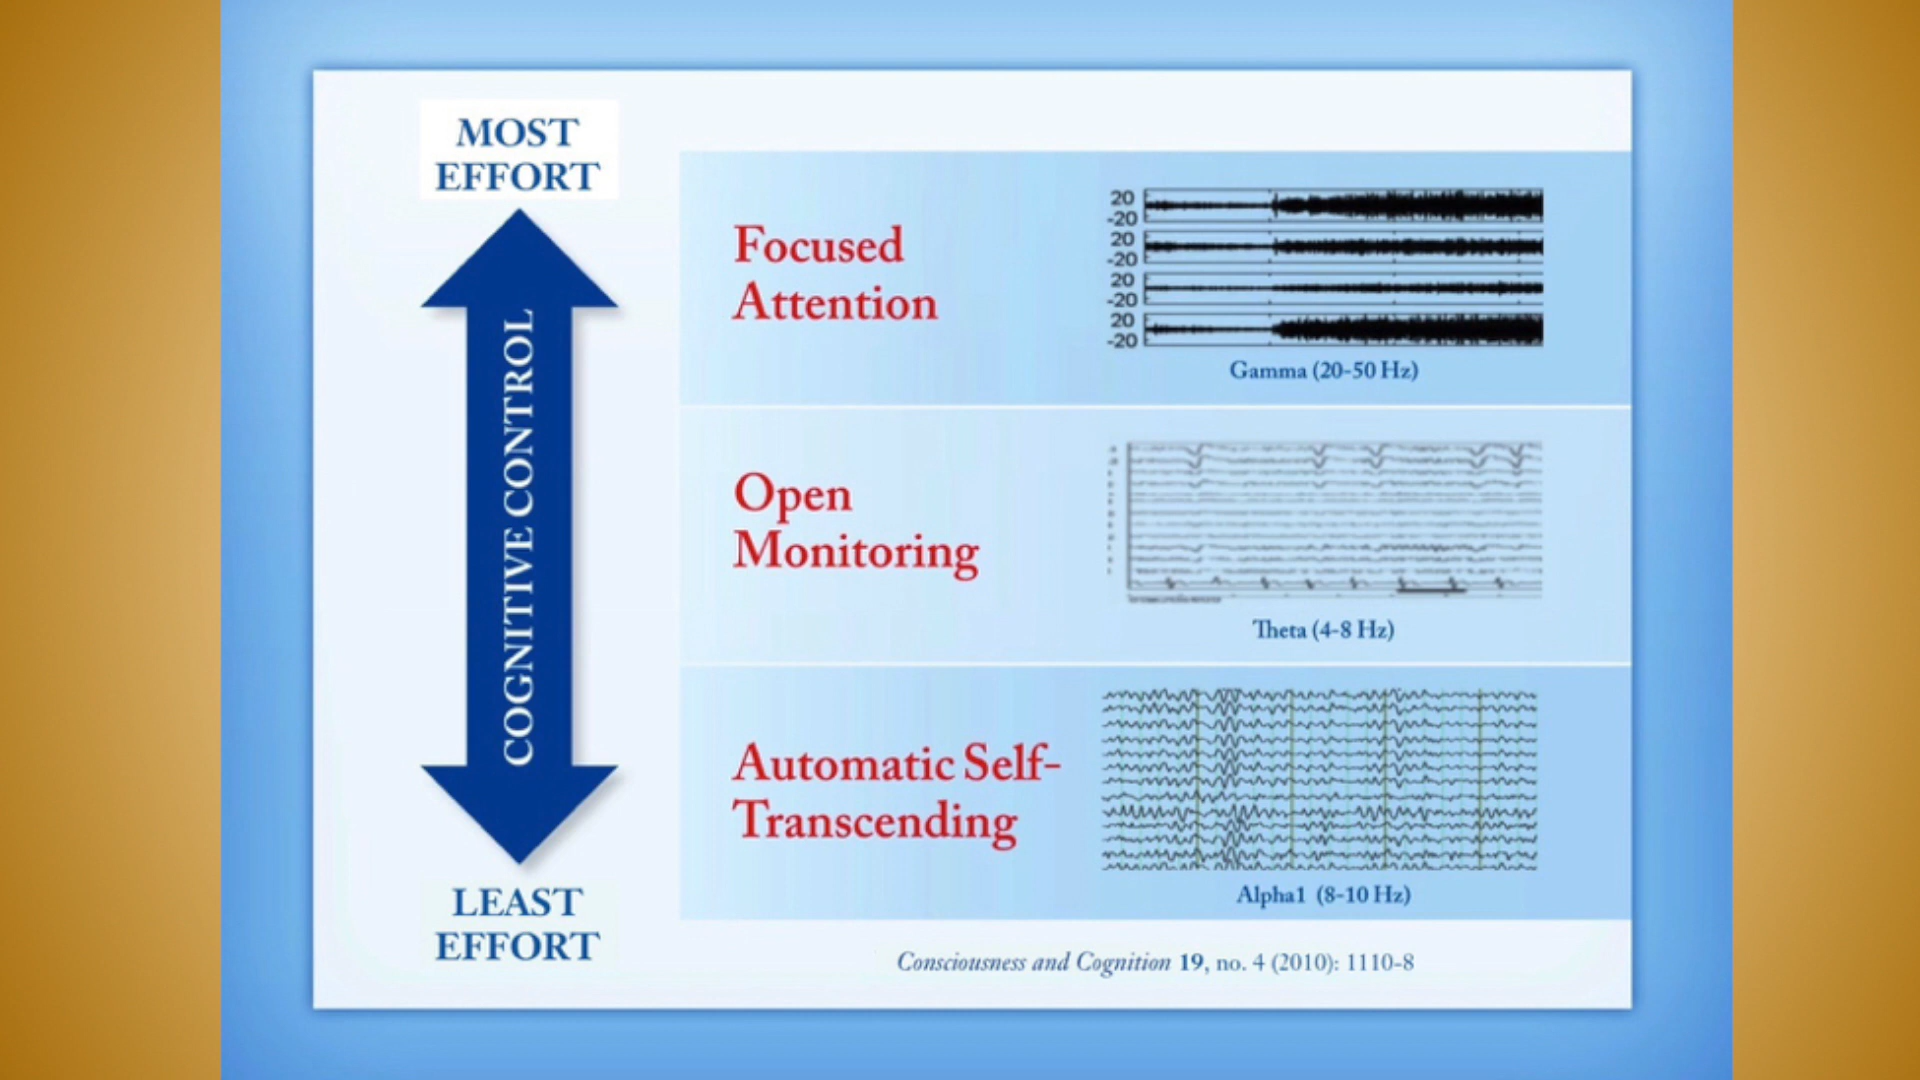 MOST
EFFORT
COGNITIVE CONTROL
LEAST
EFFORT
Focused
Attention
20
-20
20
-20
20
-20
20
-20
Gamma (20-50 Hz)
Open
Monitoring
Theta (4-8 Hz)
Automatic Self-
Transcending
Alpha1 (8-10 Hz)
Consciousness and Cognition 19, no. 4 (2010): 1110-8